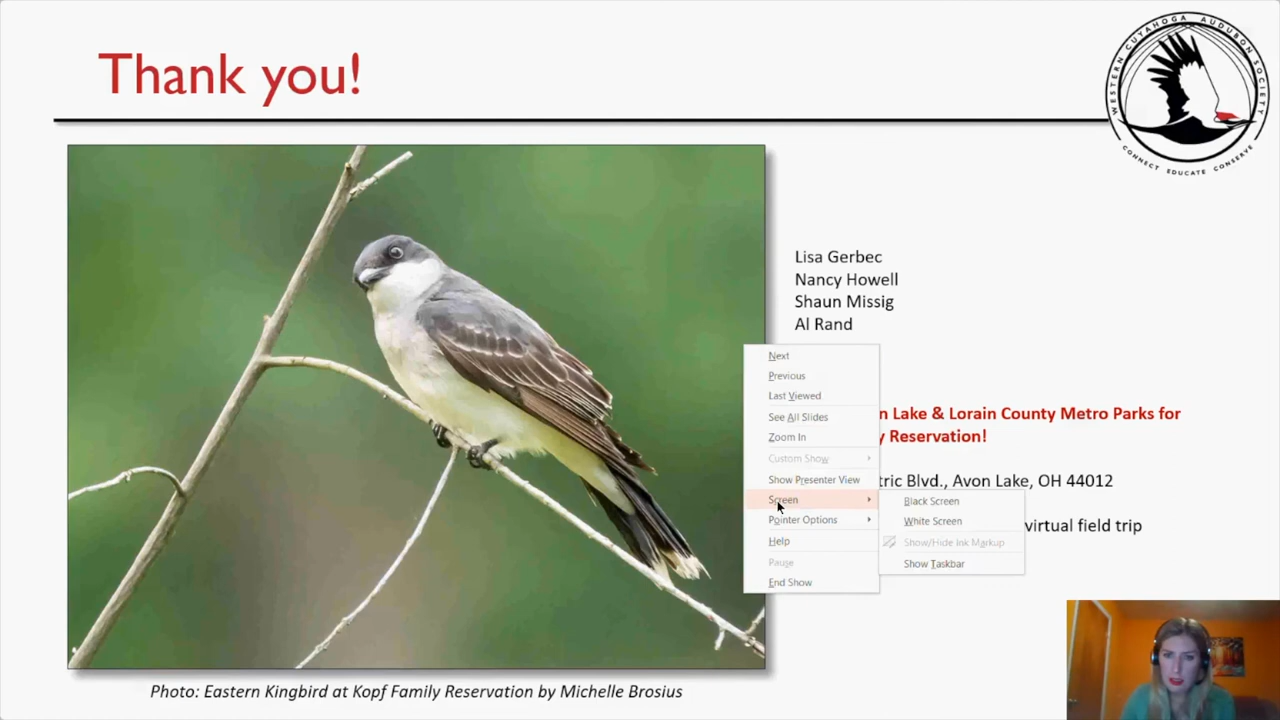 Thank you!
WESTERN CUYAHOGA AUDUBON SOCIETY
CONNECT EDUCATE CONSERVE
Lisa Gerbec
Nancy Howell
Shaun Missig
Al Rand
n Lake & Lorain County Metro Parks for
y Reservation!
tric Blvd., Avon Lake, OH 44012
virtual field trip
Next
Previous
Last Viewed
See All Slides
Zoom In
Custom Show
Show Presenter View
Screen
Pointer Options
Help
Pause
End Show
Black Screen
White Screen
Show/Hide Ink Markup
Show Taskbar
Photo: Eastern Kingbird at Kopf Family Reservation by Michelle Brosius